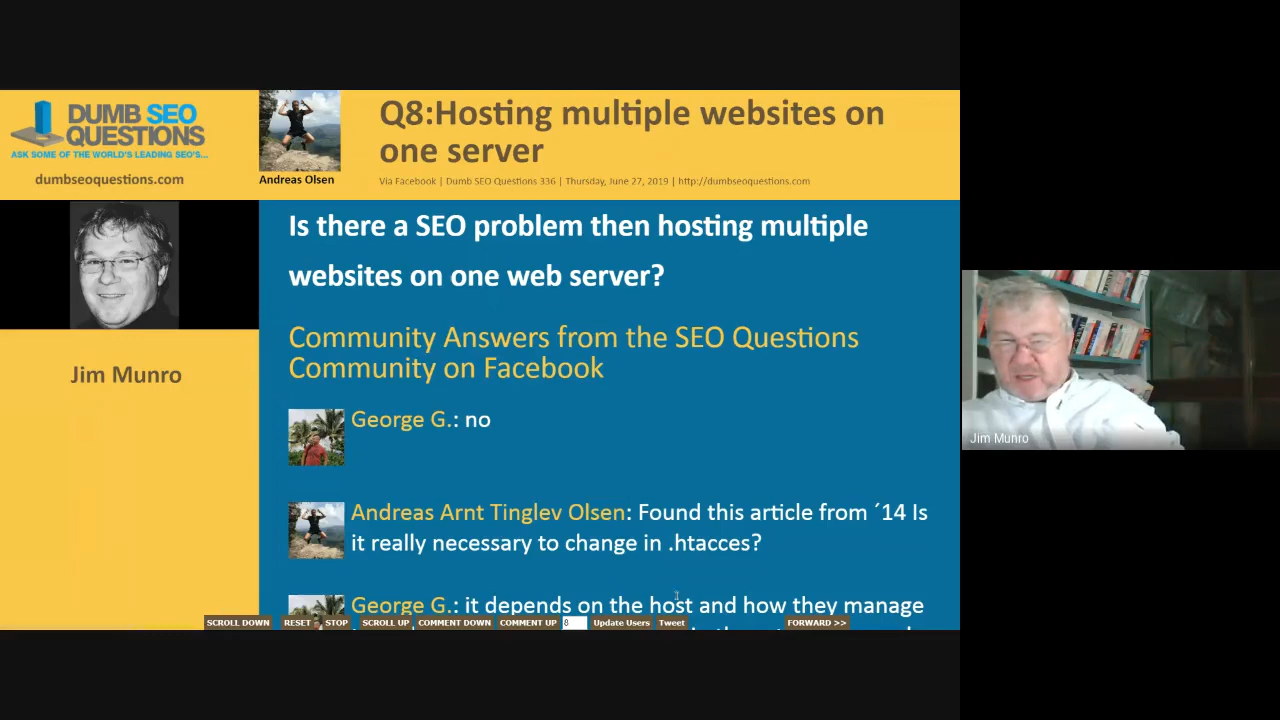 DUMB SEO
QUESTIONS
ASK SOME OF THE WORLD'S LEADING SEO'S...
dumbseoquestions.com
Andreas Olsen
Q8:Hosting multiple websites on
one server
Via Facebook | Dumb SEO Questions 336 | Thursday, June 27, 2019 | http://dumbseoquestions.com
Jim Munro
Is there a SEO problem then hosting multiple
websites on one web server?
Community Answers from the SEO Questions
Community on Facebook
George G.: no
Andreas Arnt Tinglev Olsen: Found this article from ´14 Is
it really necessary to change in .htacces?
George G.: it depends on the host and how they manage
SCROLL DOWN RESET STOP SCROLL UP COMMENT DOWN COMMENT UP 8 Update Users Tweet FORWARD >>
Jim Munro